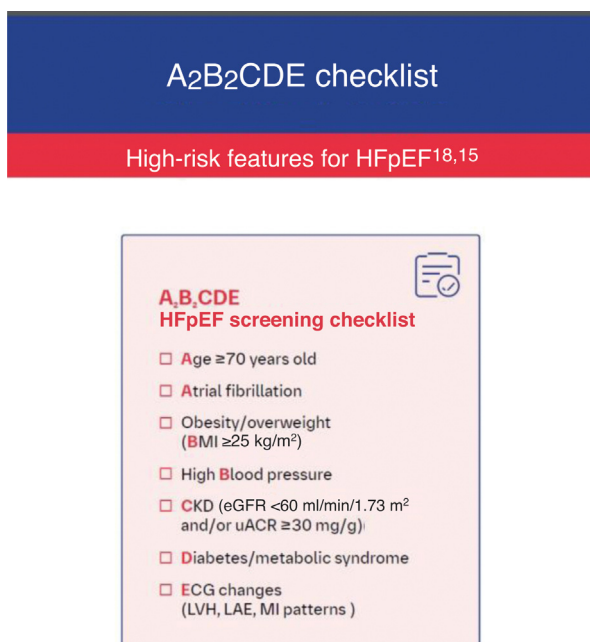 A2B2CDE checklist
High-risk features for HFpEF18,15
A2B2CDE
HFpEF screening checklist
☐ Age ≥70 years old
☐ Atrial fibrillation
☐ Obesity/overweight
(BMI ≥25 kg/m²)
☐ High Blood pressure
☐ CKD (eGFR <60 ml/min/1.73 m²
and/or uACR ≥30 mg/g)
☐ Diabetes/metabolic syndrome
☐ ECG changes
(LVH, LAE, MI patterns )